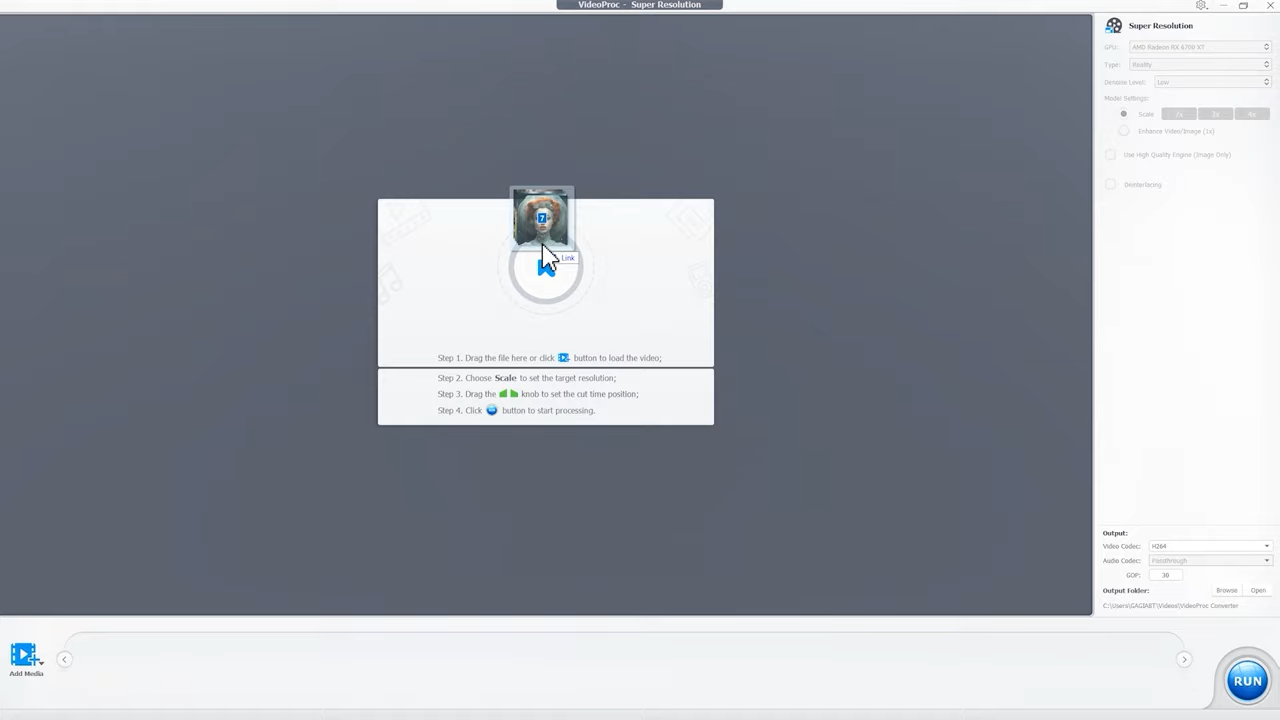 VideoProc - Super Resolution
Super Resolution
GPU: AMD Radeon RX 6700 XT
Type: Reality
Denoise Level: Low
Model Settings:
Scale 2x 3x 4x
Enhance Video/Image (1x)
Use High Quality Engine (Image Only)
Deinterlacing
7
Link
Step 1. Drag the file here or click button to load the video;
Step 2. Choose Scale to set the target resolution;
Step 3. Drag the knob to set the cut time position;
Step 4. Click button to start processing.
Output:
Video Codec: H264
Audio Codec: Passthrough
GOP: 30
Output Folder: Browse Open
C:\Users\GAGIABT\Videos\VideoProc Converter
Add Media
RUN